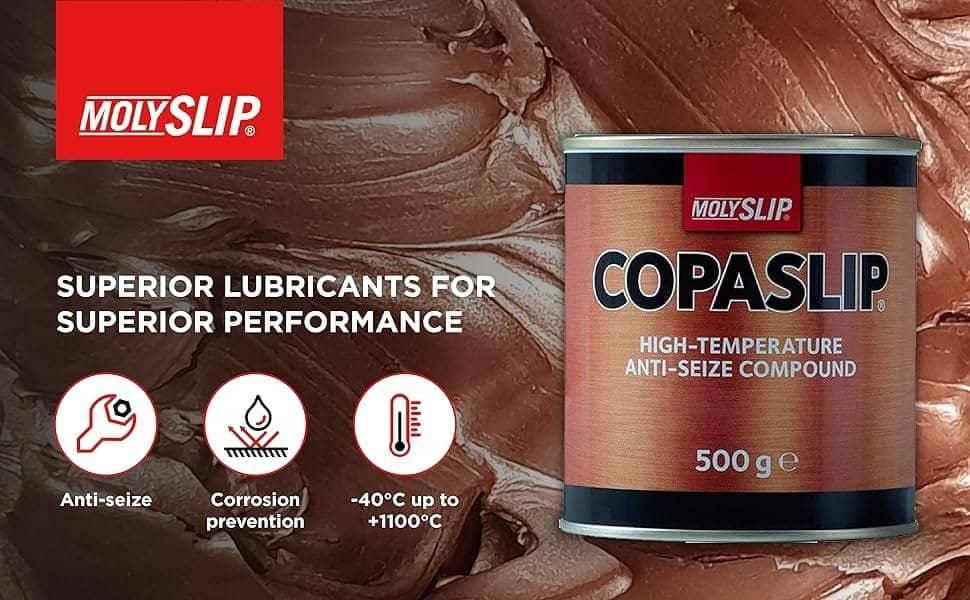 MOLYSLIP®
SUPERIOR LUBRICANTS FOR
SUPERIOR PERFORMANCE
Anti-seize
Corrosion
prevention
-40°C up to
+1100°C
MOLYSLIP®
COPASLIP®
HIGH-TEMPERATURE
ANTI-SEIZE COMPOUND
500 g ℮